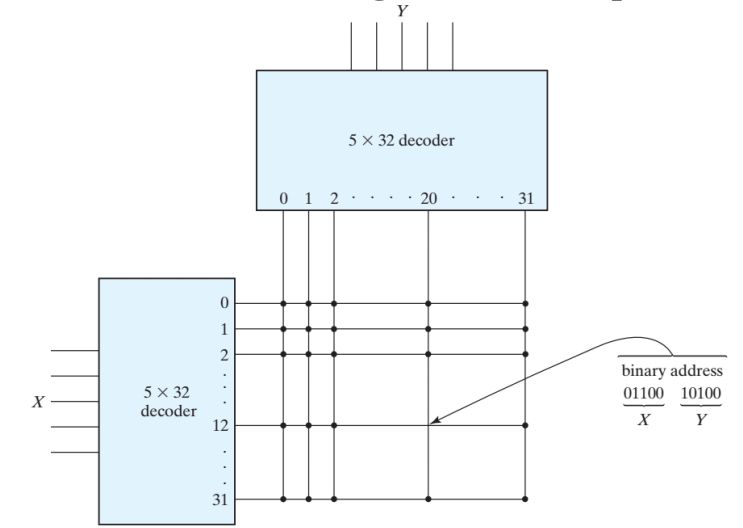 Y
5 × 32 decoder
0 1 2 · · · · 20 · · · 31
0
1
2
·
·
·
X
5 × 32
decoder
12
·
·
·
31
binary address
01100 10100
X Y